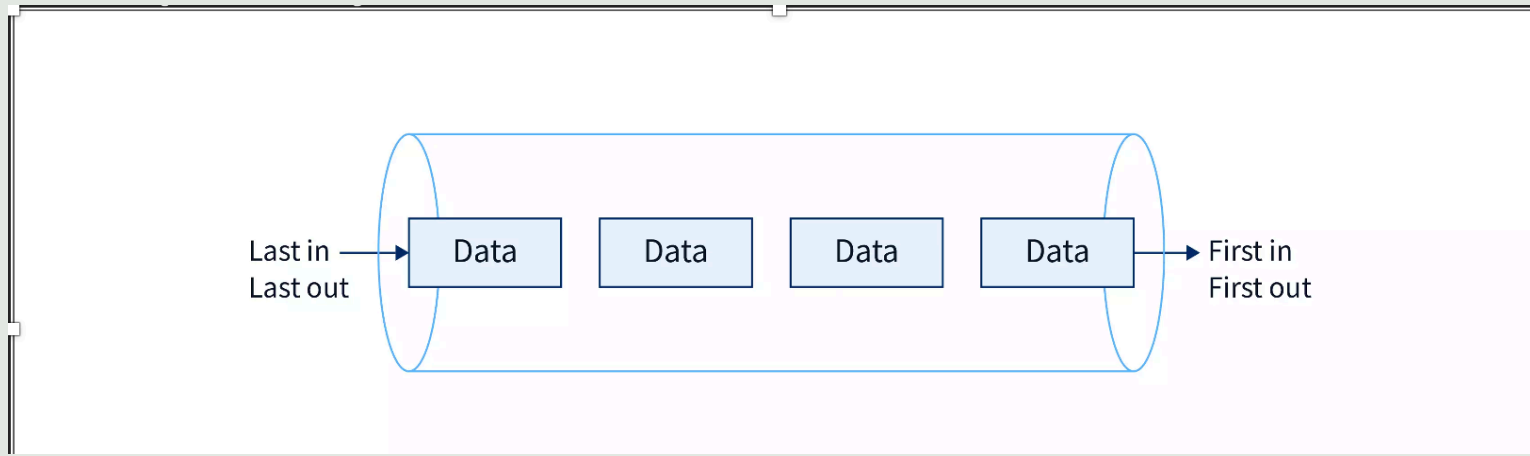 Last in
Last out
Data
Data
Data
Data
First in
First out